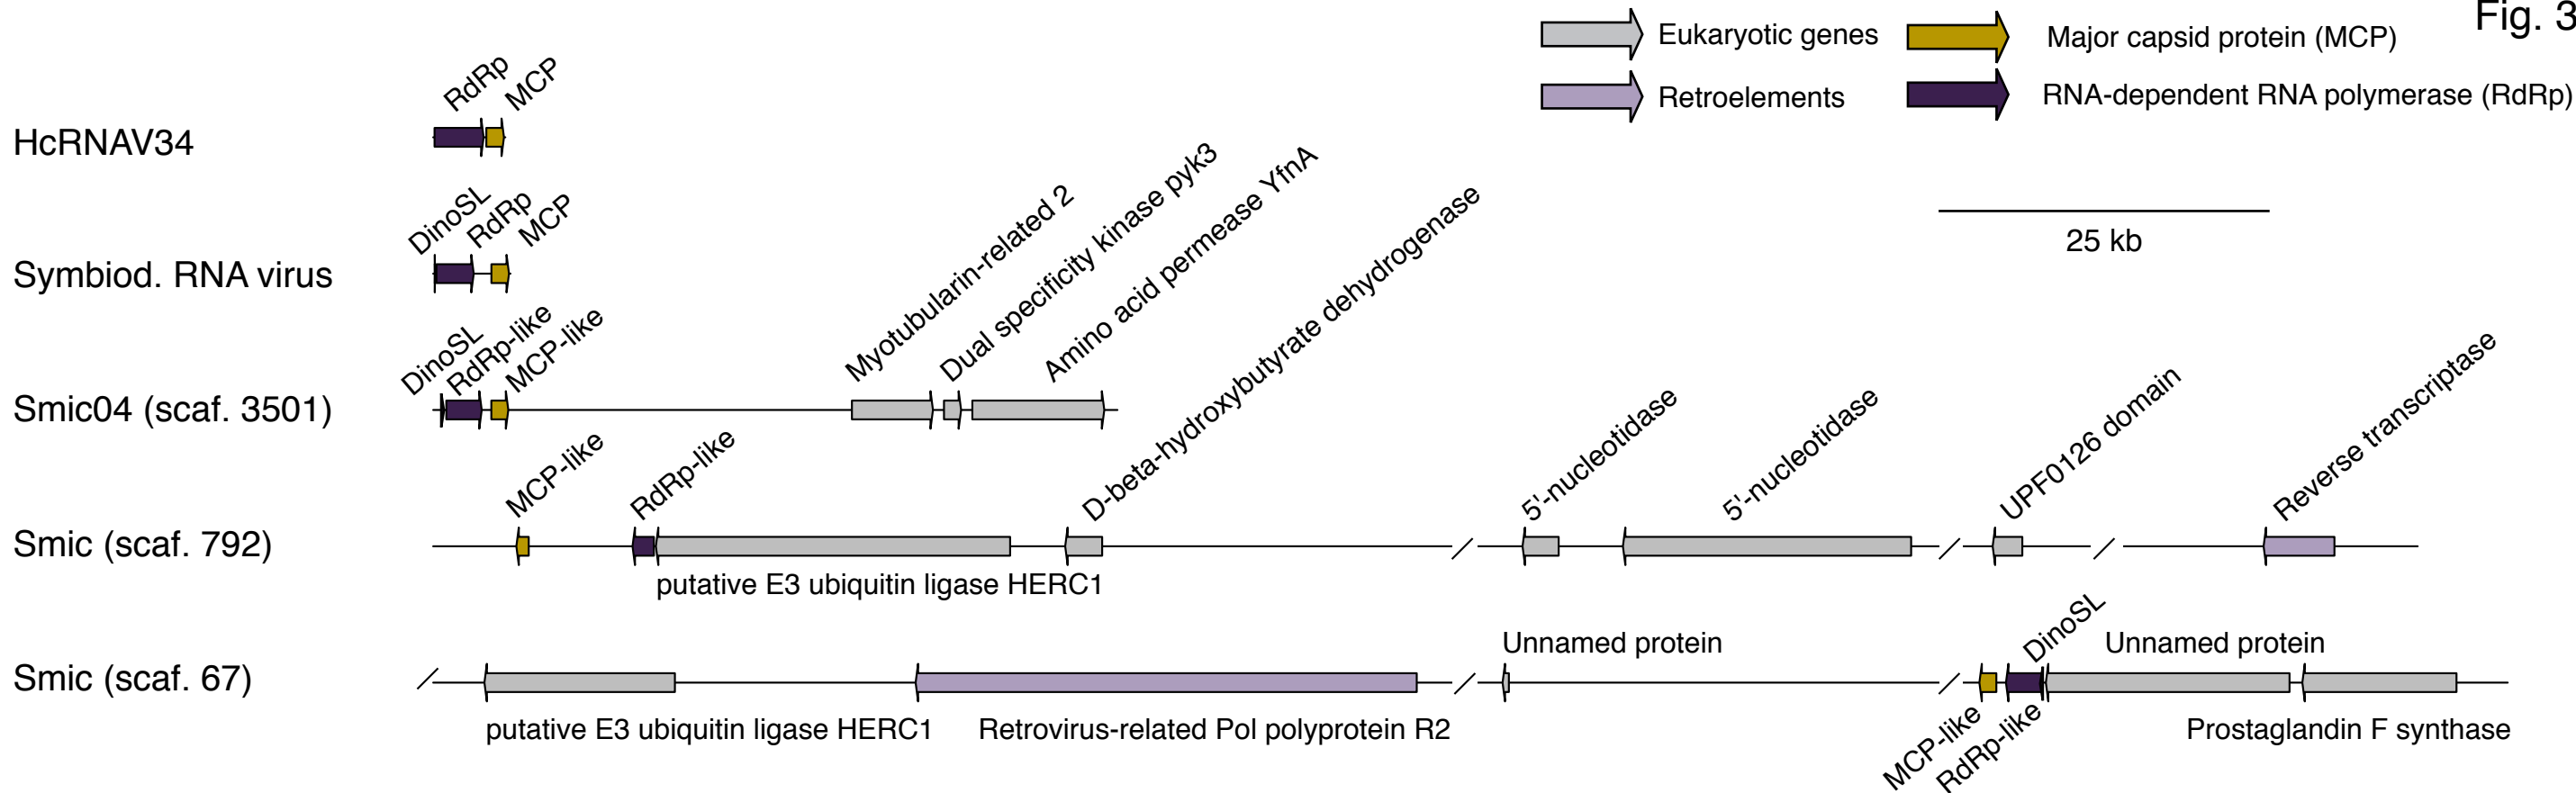 Fig. 3
Eukaryotic genes
Major capsid protein (MCP)
Retroelements
RNA-dependent RNA polymerase (RdRp)
25 kb
HcRNAV34
RdRp
MCP
Symbiod. RNA virus
DinoSL
RdRp
MCP
Smic04 (scaf. 3501)
DinoSL
RdRp-like
MCP-like
Myotubularin-related 2
Dual specificity kinase pyk3
Amino acid permease YfnA
Smic (scaf. 792)
MCP-like
RdRp-like
putative E3 ubiquitin ligase HERC1
D-beta-hydroxybutyrate dehydrogenase
5'-nucleotidase
5'-nucleotidase
UPF0126 domain
Reverse transcriptase
Smic (scaf. 67)
putative E3 ubiquitin ligase HERC1
Retrovirus-related Pol polyprotein R2
Unnamed protein
MCP-like
RdRp-like
DinoSL
Unnamed protein
Prostaglandin F synthase